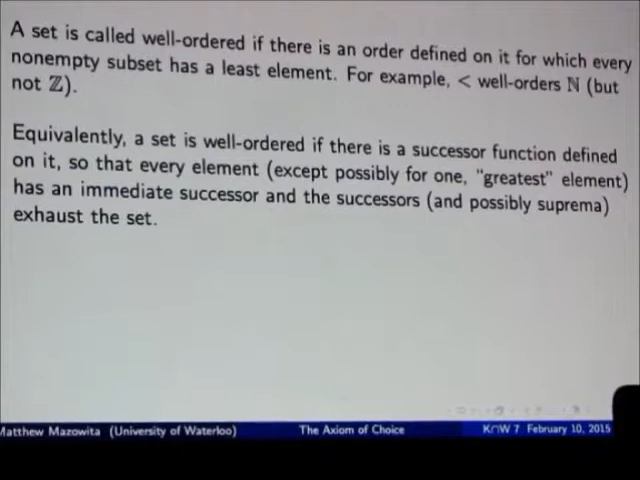 A set is called well-ordered if there is an order defined on it for which every
nonempty subset has a least element. For example, < well-orders ℕ (but
not ℤ).
Equivalently, a set is well-ordered if there is a successor function defined
on it, so that every element (except possibly for one, "greatest" element)
has an immediate successor and the successors (and possibly suprema)
exhaust the set.
Matthew Mazowita (University of Waterloo) The Axiom of Choice K∩W 7 February 10, 2015